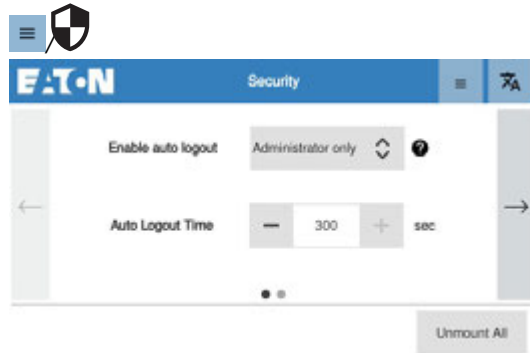 EATON
Security
Enable auto logout
Administrator only
Auto Logout Time
300
sec
Unmount All